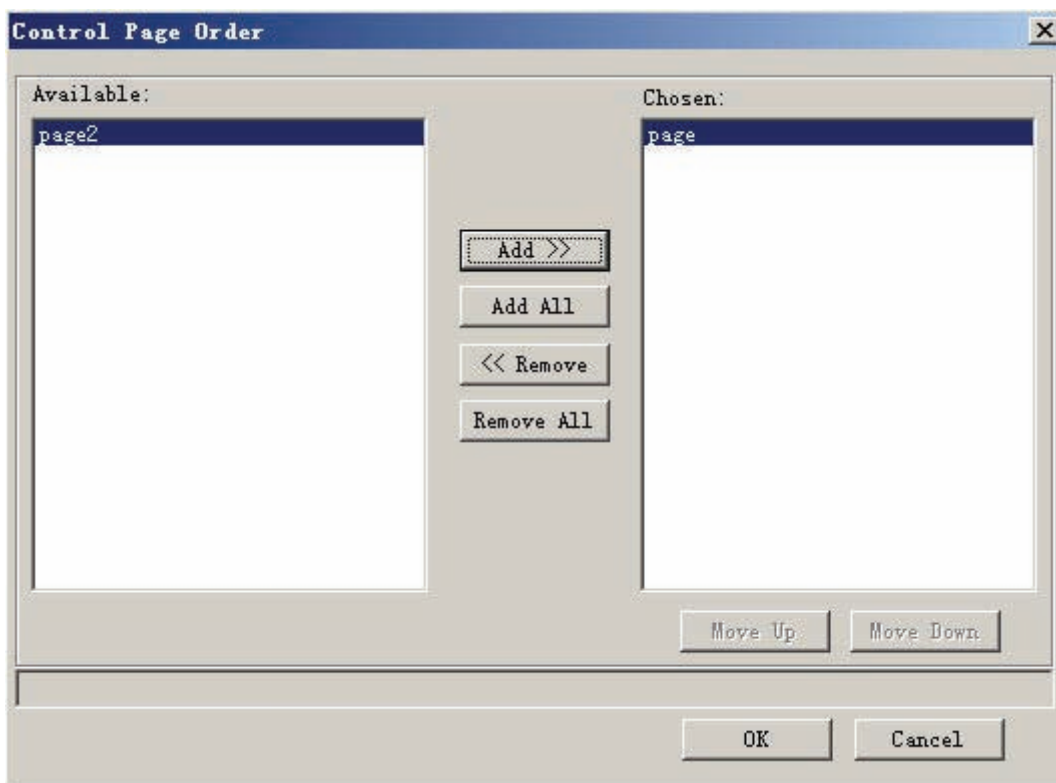 Control Page Order
Available:
Chosen:
page2
page
Add >>
Add All
<< Remove
Remove All
Move Up
Move Down
OK
Cancel